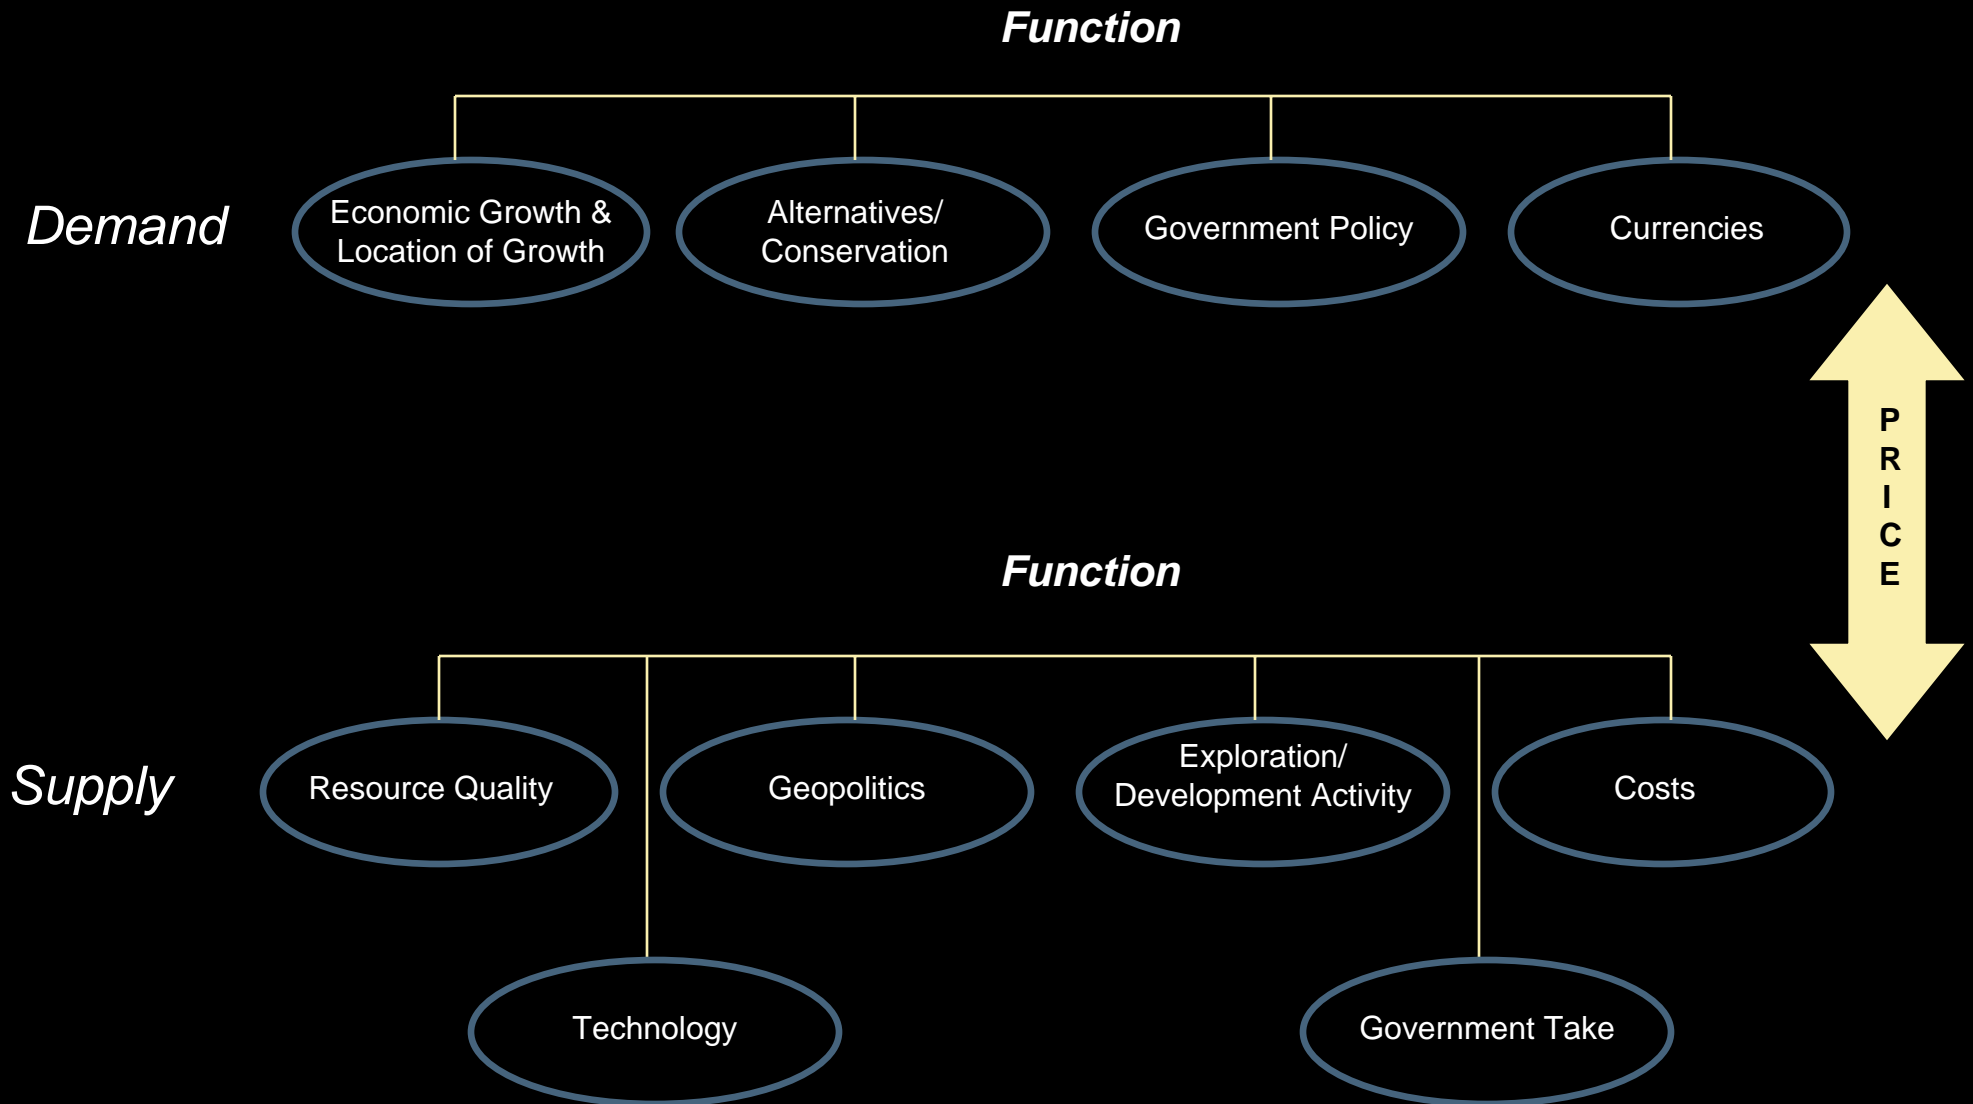 Function
Demand
Economic Growth &
Location of Growth
Alternatives/
Conservation
Government Policy
Currencies
P
R
I
C
E
Function
Supply
Resource Quality
Geopolitics
Exploration/
Development Activity
Costs
Technology
Government Take